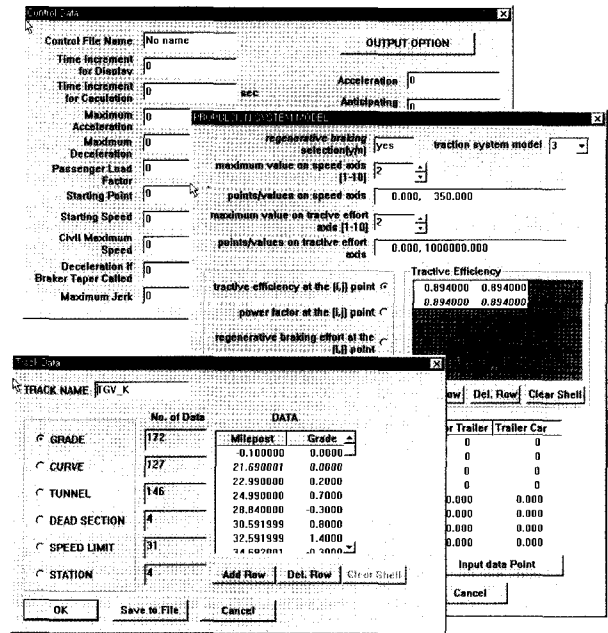 Control Data
Control File Name No name
OUTPUT OPTION
Time Increment
for Display 0
Time Increment
for Caculation 0 sec
Acceleration 0
Anticipating 0
Maximum
Acceleration 0
Maximum
Deceleration 0
Passenger Load
Factor 0
Starting Point 0
Starting Speed 0
Civil Maximum
Speed 0
Deceleration If
Braker Taper Called 0
Maximum Jerk 0
PROPULSION SYSTEM MODEL
regenerative braking
selection(y/n) yes
traction system model 3
maximum value on speed axis
[1-10] 2
points/values on speed axis 0.000, 350.000
maximum value on tractive effort
axis [1-10] 2
points/values on tractive effort
axis 0.000, 1000000.000
tractive efficiency at the (i,j) point
power factor at the (i,j) point
regenerative braking effort at the
(i,j) point
Tractive Efficiency
0.894000 0.894000
0.894000 0.894000
ow Del. Row Clear Shell
or Trailer Trailer Car
0 0
0 0
0 0
0 0
0.000 0.000
0.000 0.000
0.000 0.000
0.000 0.000
Input data Point
Cancel
Track Data
TRACK NAME TGV_K
No. of Data
DATA
GRADE 172
CURVE 127
TUNNEL 146
DEAD SECTION 4
SPEED LIMIT 31
STATION 4
Milepost Grade
-0.100000 0.0000
21.690001 0.0000
22.990000 0.2000
24.990000 0.7000
28.840000 -0.3000
30.591999 0.8000
32.591999 1.4000
34.692001 -0.3000
Add Row Del. Row Clear Shell
OK Save to File Cancel